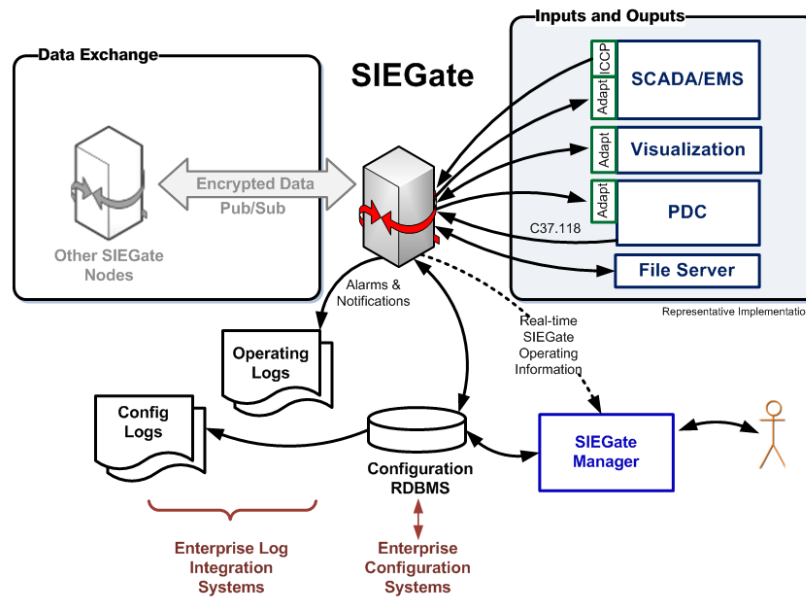 Inputs and Ouputs
Data Exchange
SIEGate
ICCP
Adapt
SCADA/EMS
Adapt
Visualization
Adapt
PDC
C37.118
File Server
Representative Implementation
Encrypted Data
Pub/Sub
Other SIEGate
Nodes
Alarms &
Notifications
Real-time
SIEGate
Operating
Information
Operating
Logs
Config
Logs
Configuration
RDBMS
SIEGate
Manager
Enterprise Log
Integration
Systems
Enterprise
Configuration
Systems